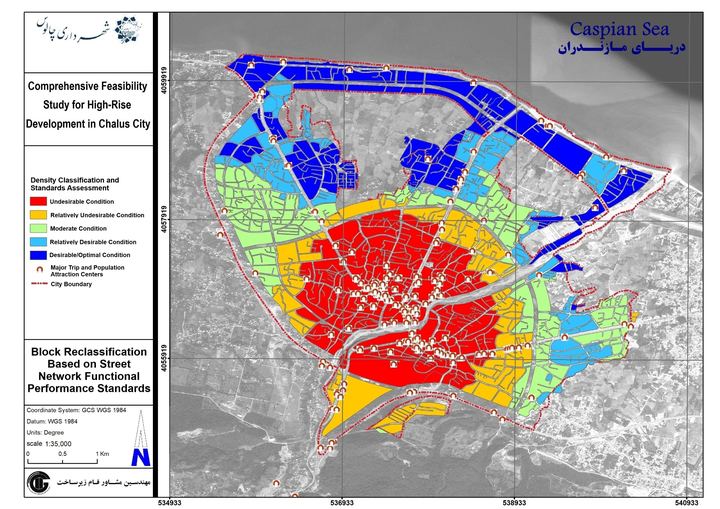 شهرداری چالوس
Comprehensive Feasibility
Study for High-Rise
Development in Chalus City
Density Classification and
Standards Assessment
Undesirable Condition
Relatively Undesirable Condition
Moderate Condition
Relatively Desirable Condition
Desirable/Optimal Condition
Major Trip and Population
Attraction Centers
City Boundary
Block Reclassification
Based on Street
Network Functional
Performance Standards
Coordinate System: GCS WGS 1984
Datum: WGS 1984
Units: Degree
scale 1:35,000
0 0.5 1 Km
N
مهندسین مشاور فام زیرساخت
Caspian Sea
دریای مازندران
4059919
4057919
4055919
534933 536933 538933 540933